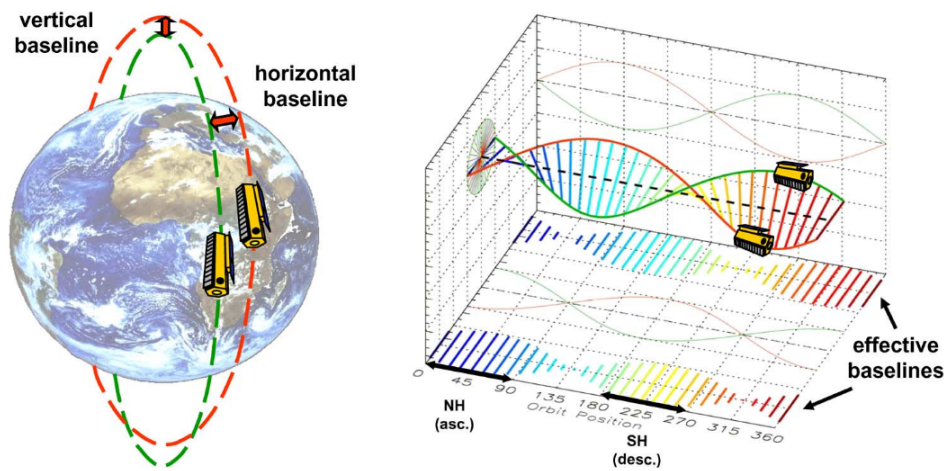 vertical
baseline
horizontal
baseline
effective
baselines
0
45
90
135
180
225
270
315
360
Orbit Position
NH
(asc.)
SH
(desc.)